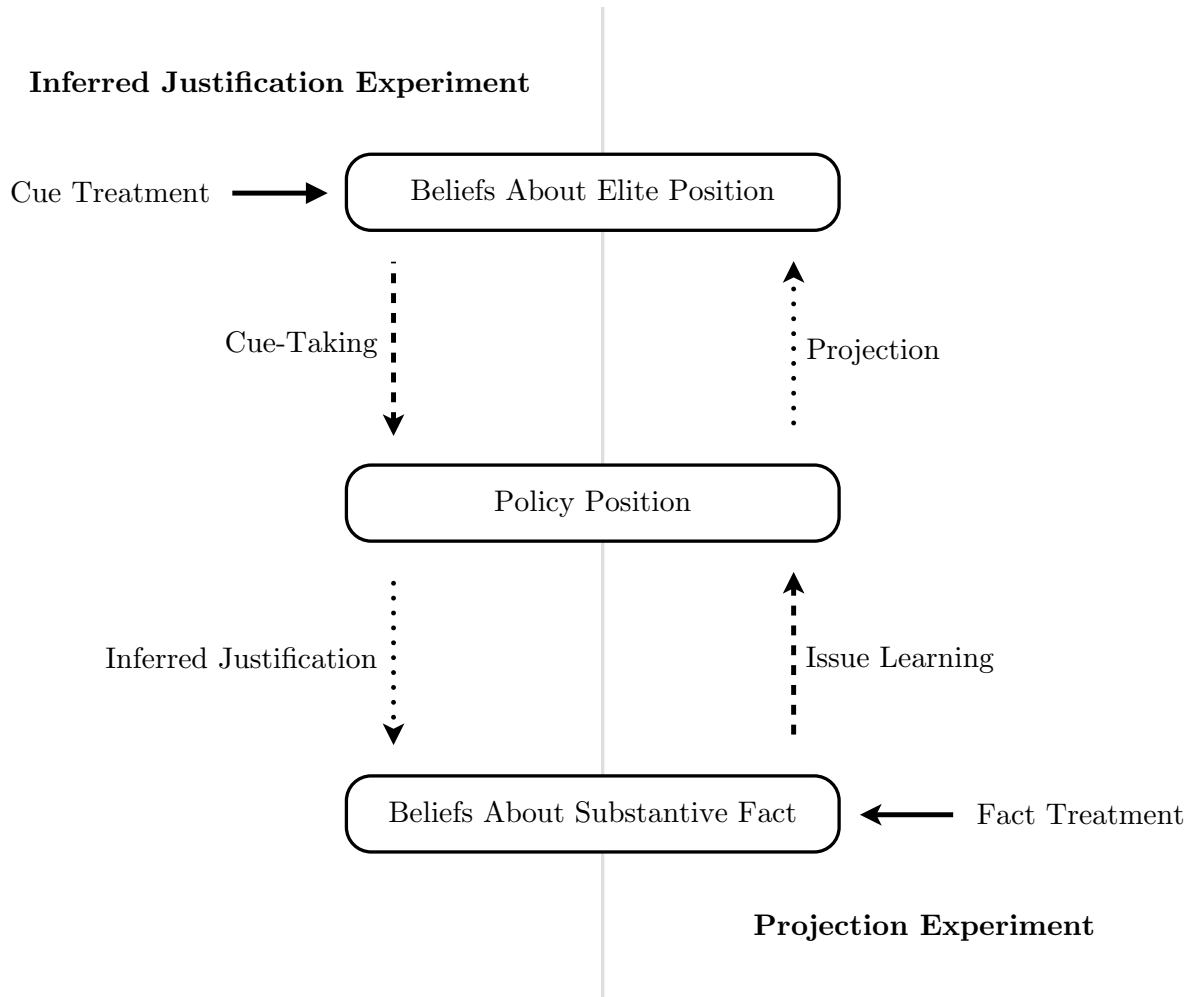 Inferred Justification Experiment
Cue Treatment
Beliefs About Elite Position
Cue-Taking
Projection
Policy Position
Inferred Justification
Issue Learning
Beliefs About Substantive Fact
Fact Treatment
Projection Experiment